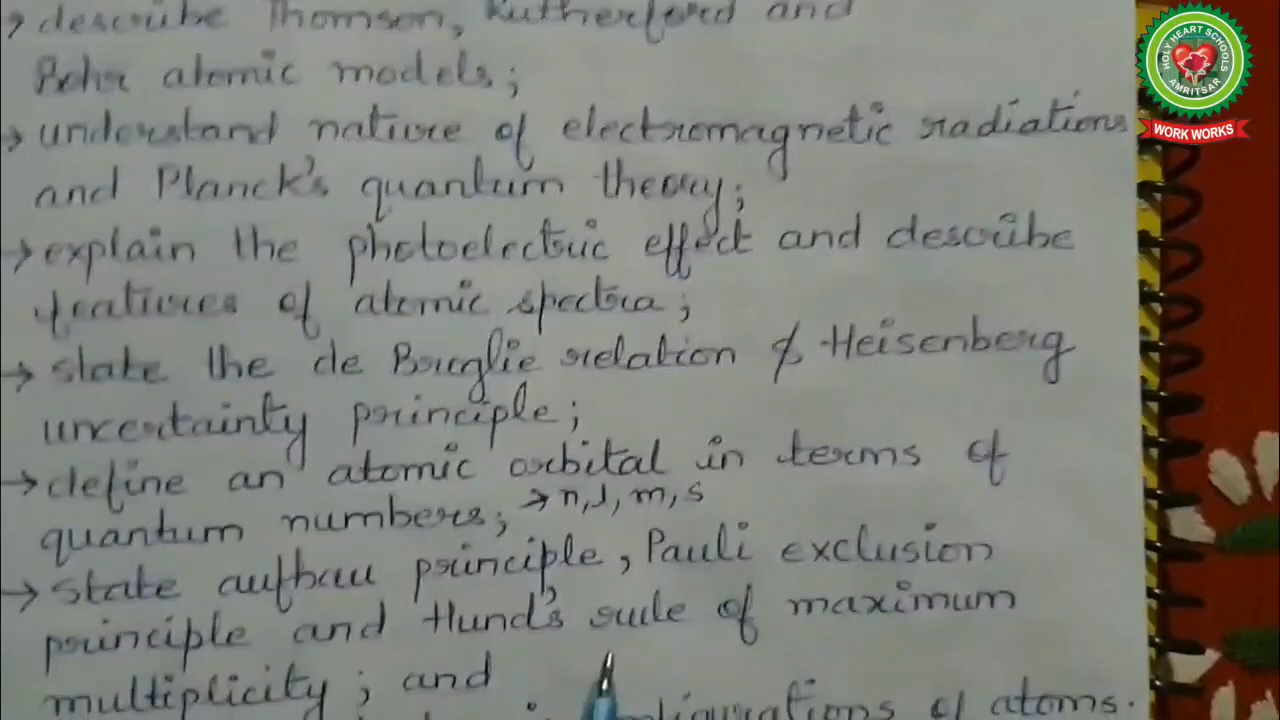 → describe Thomson, Rutherford and
Bohr atomic models;
→ understand nature of electromagnetic radiations
and Planck's quantum theory;
→ explain the photoelectric effect and describe
features of atomic spectra;
→ state the de Broglie relation & Heisenberg
uncertainty principle;
→ define an atomic orbital in terms of
quantum numbers; → n, l, m, s
→ state aufbau principle, Pauli exclusion
principle and Hund's rule of maximum
multiplicity; and
configurations of atoms.
HOLY HEART SCHOOLS
AMRITSAR
WORK WORKS